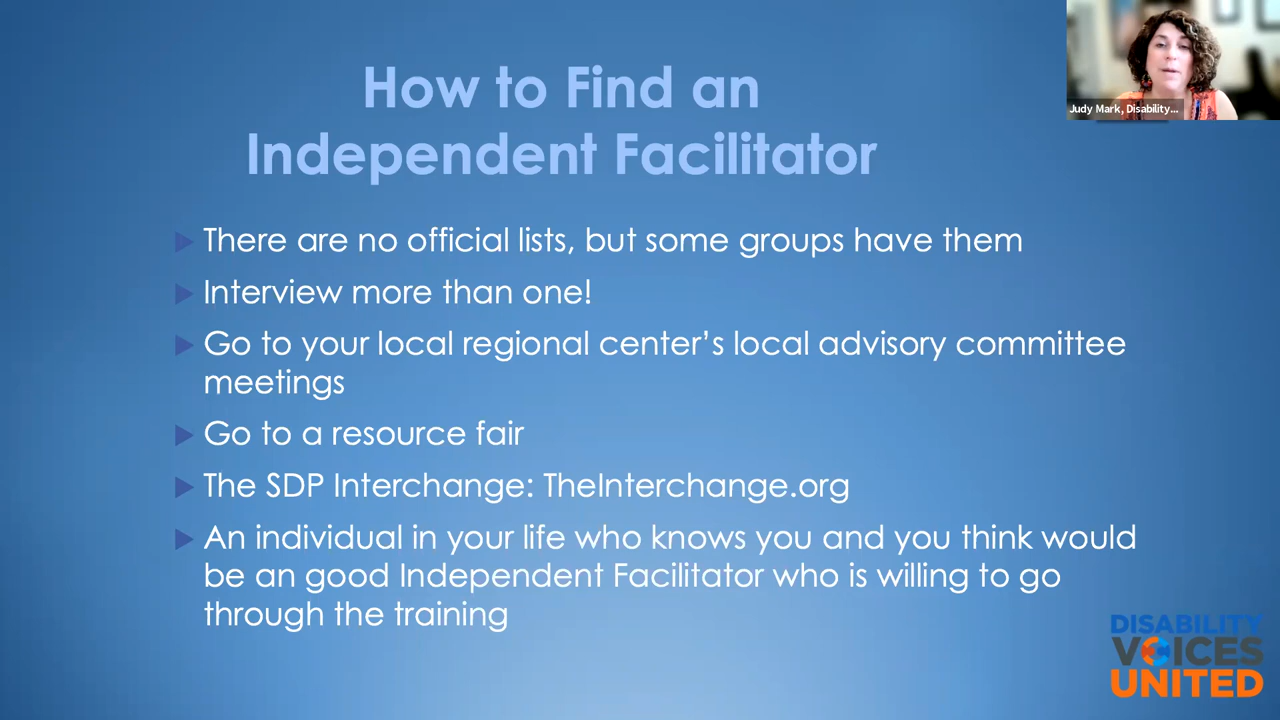 How to Find an
Independent Facilitator
There are no official lists, but some groups have them
Interview more than one!
Go to your local regional center’s local advisory committee
meetings
Go to a resource fair
The SDP Interchange: TheInterchange.org
An individual in your life who knows you and you think would
be an good Independent Facilitator who is willing to go
through the training
Judy Mark, Disability...
DISABILITY
VOICES
UNITED